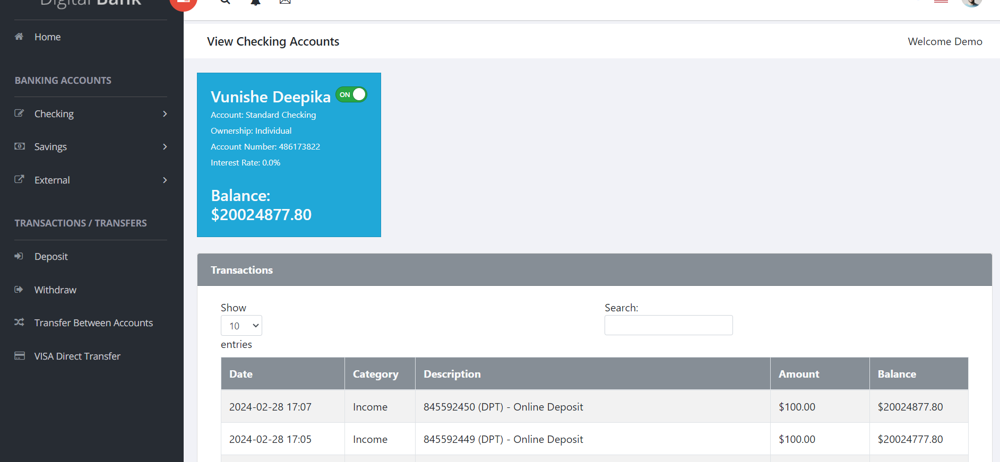 Digital Bank
Home
BANKING ACCOUNTS
Checking
Savings
External
TRANSACTIONS / TRANSFERS
Deposit
Withdraw
Transfer Between Accounts
VISA Direct Transfer
View Checking Accounts
Welcome Demo
Vunishe Deepika
ON
Account: Standard Checking
Ownership: Individual
Account Number: 486173822
Interest Rate: 0.0%
Balance:
$20024877.80
Transactions
Show
10
entries
Search:
Date Category Description Amount Balance
2024-02-28 17:07 Income 845592450 (DPT) - Online Deposit $100.00 $20024877.80
2024-02-28 17:05 Income 845592449 (DPT) - Online Deposit $100.00 $20024777.80